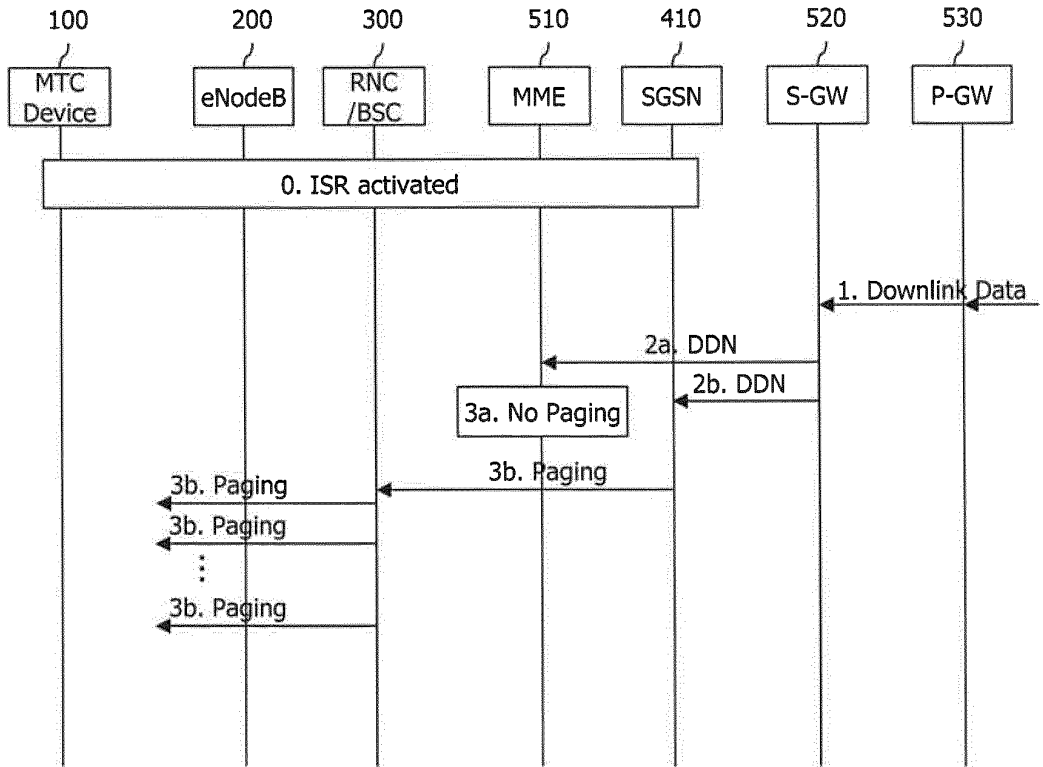 100 200 300 510 410 520 530
MTC
Device
eNodeB
RNC
/BSC
MME
SGSN
S-GW
P-GW
0. ISR activated
1. Downlink Data
2a. DDN
2b. DDN
3a. No Paging
3b. Paging
3b. Paging
3b. Paging
⋮
3b. Paging